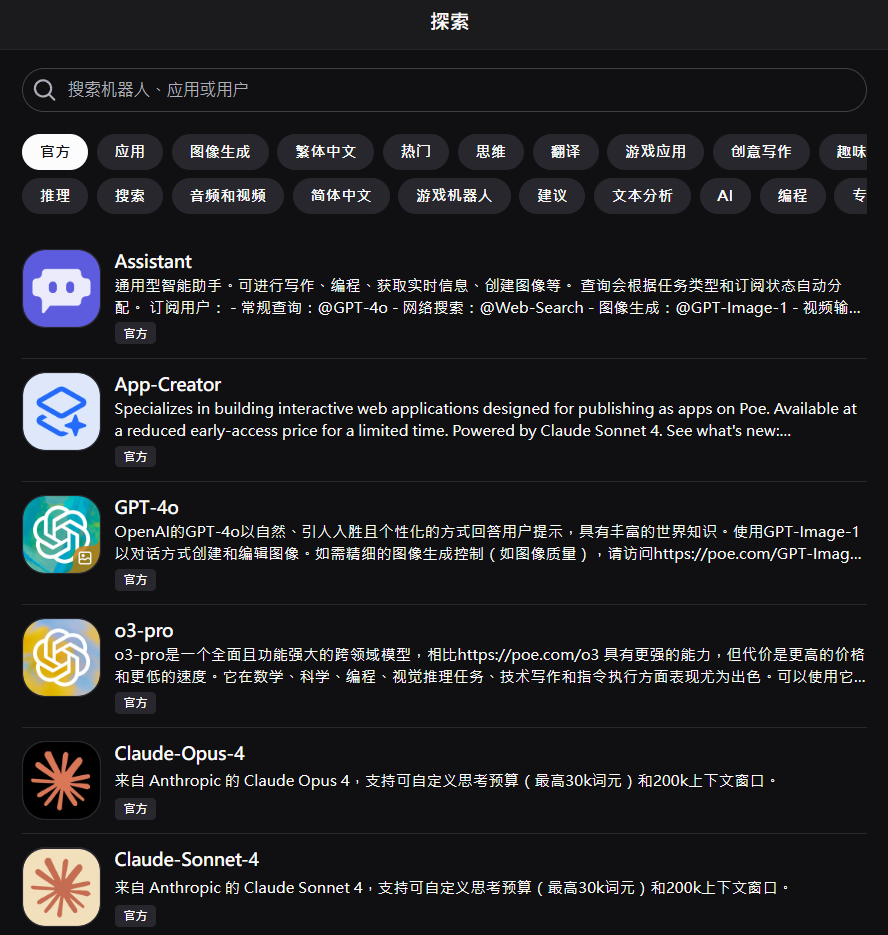 探索
搜索机器人、应用或用户
官方 应用 图像生成 繁体中文 热门 思维 翻译 游戏应用 创意写作 趣味
推理 搜索 音频和视频 简体中文 游戏机器人 建议 文本分析 AI 编程 专
Assistant
通用型智能助手。可进行写作、编程、获取实时信息、创建图像等。 查询会根据任务类型和订阅状态自动分
配。 订阅用户： - 常规查询：@GPT-4o - 网络搜索：@Web-Search - 图像生成：@GPT-Image-1 - 视频输...
官方
App-Creator
Specializes in building interactive web applications designed for publishing as apps on Poe. Available at
a reduced early-access price for a limited time. Powered by Claude Sonnet 4. See what's new:...
官方
GPT-4o
OpenAI的GPT-4o以自然、引人入胜且个性化的方式回答用户提示，具有丰富的世界知识。使用GPT-Image-1
以对话方式创建和编辑图像。如需精细的图像生成控制（如图像质量），请访问https://poe.com/GPT-Imag...
官方
o3-pro
o3-pro是一个全面且功能强大的跨领域模型，相比https://poe.com/o3 具有更强的能力，但代价是更高的价格
和更低的速度。它在数学、科学、编程、视觉推理任务、技术写作和指令执行方面表现尤为出色。可以使用它...
官方
Claude-Opus-4
来自 Anthropic 的 Claude Opus 4，支持可自定义思考预算（最高30k词元）和200k上下文窗口。
官方
Claude-Sonnet-4
来自 Anthropic 的 Claude Sonnet 4，支持可自定义思考预算（最高30k词元）和200k上下文窗口。
官方